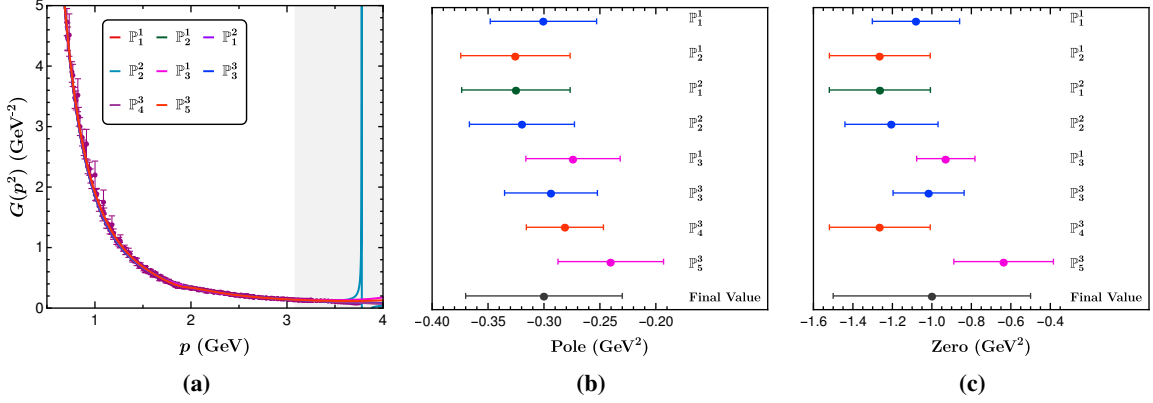 5
4
3
2
1
0
G(p²) (GeV⁻²)
ℙ¹₁ ℙ¹₂ ℙ²₁
ℙ²₂ ℙ¹₃ ℙ³₃
ℙ³₄ ℙ³₅
1 2 3 4
p (GeV)
(a)
ℙ¹₁
ℙ¹₂
ℙ²₁
ℙ²₂
ℙ¹₃
ℙ³₃
ℙ³₄
ℙ³₅
Final Value
−0.40 −0.35 −0.30 −0.25 −0.20
Pole (GeV²)
(b)
ℙ¹₁
ℙ¹₂
ℙ²₁
ℙ²₂
ℙ¹₃
ℙ³₃
ℙ³₄
ℙ³₅
Final Value
−1.6 −1.4 −1.2 −1.0 −0.8 −0.6 −0.4
Zero (GeV²)
(c)